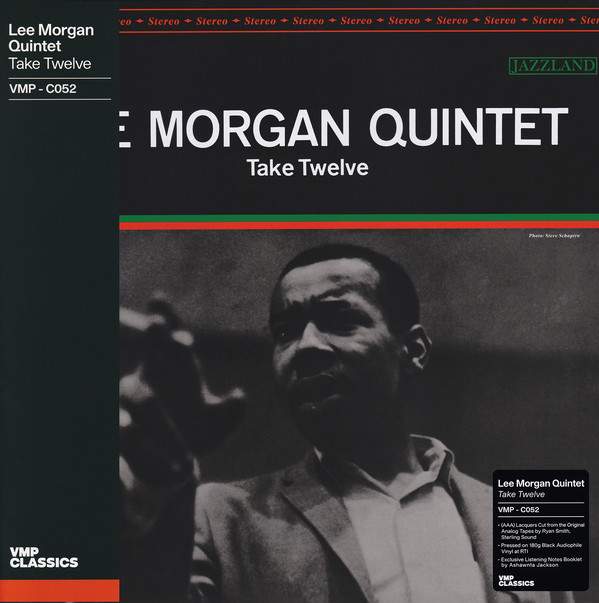 Lee Morgan
Quintet
Take Twelve
VMP - C052
Stereo Stereo Stereo Stereo Stereo Stereo Stereo Stereo Stereo
JAZZLAND
E MORGAN QUINTET
Take Twelve
Photo: Steve Schapiro
Lee Morgan Quintet
Take Twelve
VMP - C052
• (AAA) Lacquers Cut from the Original
Analog Tapes by Ryan Smith,
Sterling Sound
• Pressed on 180g Black Audiophile
Vinyl at RTI
• Exclusive Listening Notes Booklet
by Ashawnta Jackson
VMP
CLASSICS
VMP
CLASSICS